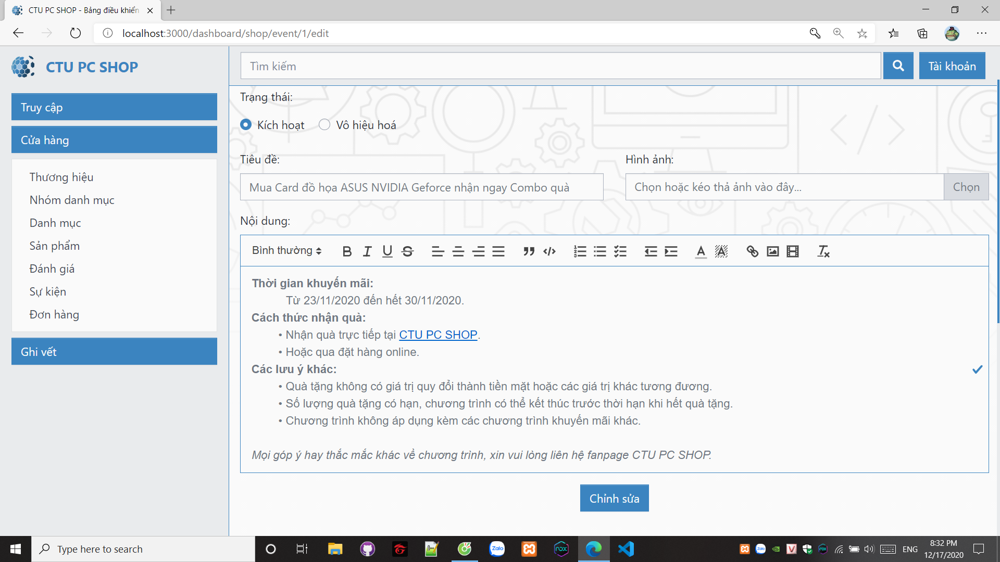 CTU PC SHOP - Bảng điều khiển
localhost:3000/dashboard/shop/event/1/edit
CTU PC SHOP
Tìm kiếm
Tài khoản
Truy cập
Cửa hàng
Thương hiệu
Nhóm danh mục
Danh mục
Sản phẩm
Đánh giá
Sự kiện
Đơn hàng
Ghi vết
Trạng thái:
Kích hoạt
Vô hiệu hoá
Tiêu đề:
Hình ảnh:
Mua Card đồ họa ASUS NVIDIA Geforce nhận ngay Combo quà
Chọn hoặc kéo thả ảnh vào đây...
Chọn
Nội dung:
Bình thường
Thời gian khuyến mãi:
Từ 23/11/2020 đến hết 30/11/2020.
Cách thức nhận quà:
• Nhận quà trực tiếp tại CTU PC SHOP.
• Hoặc qua đặt hàng online.
Các lưu ý khác:
• Quà tặng không có giá trị quy đổi thành tiền mặt hoặc các giá trị khác tương đương.
• Số lượng quà tặng có hạn, chương trình có thể kết thúc trước thời hạn khi hết quà tặng.
• Chương trình không áp dụng kèm các chương trình khuyến mãi khác.
Mọi góp ý hay thắc mắc khác về chương trình, xin vui lòng liên hệ fanpage CTU PC SHOP.
Chỉnh sửa
Type here to search
Zalo
nox
ENG
8:32 PM
12/17/2020